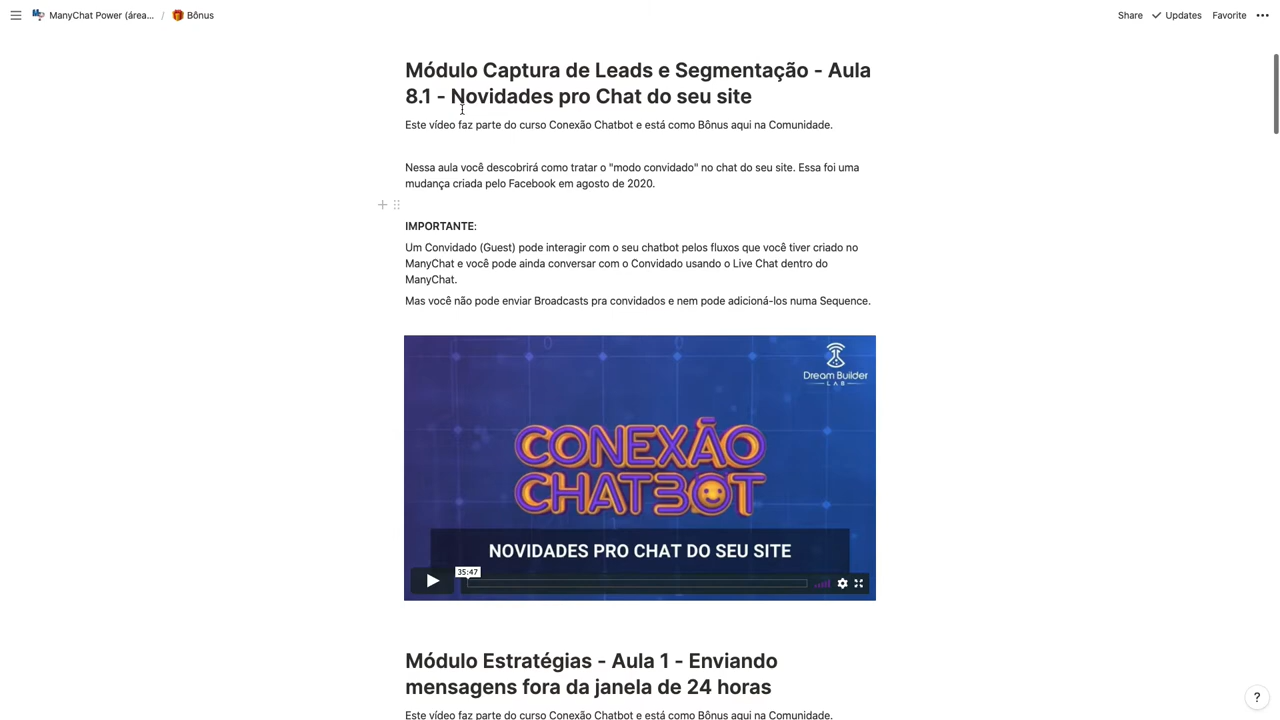 ManyChat Power (área... / Bônus
Share Updates Favorite
Módulo Captura de Leads e Segmentação - Aula
8.1 - Novidades pro Chat do seu site
Este vídeo faz parte do curso Conexão Chatbot e está como Bônus aqui na Comunidade.
Nessa aula você descobrirá como tratar o "modo convidado" no chat do seu site. Essa foi uma
mudança criada pelo Facebook em agosto de 2020.
IMPORTANTE:
Um Convidado (Guest) pode interagir com o seu chatbot pelos fluxos que você tiver criado no
ManyChat e você pode ainda conversar com o Convidado usando o Live Chat dentro do
ManyChat.
Mas você não pode enviar Broadcasts pra convidados e nem pode adicioná-los numa Sequence.
Dream Builder
LAB
CONEXÃO
CHATBOT
NOVIDADES PRO CHAT DO SEU SITE
35:47
Módulo Estratégias - Aula 1 - Enviando
mensagens fora da janela de 24 horas
Este vídeo faz parte do curso Conexão Chatbot e está como Bônus aqui na Comunidade.
?